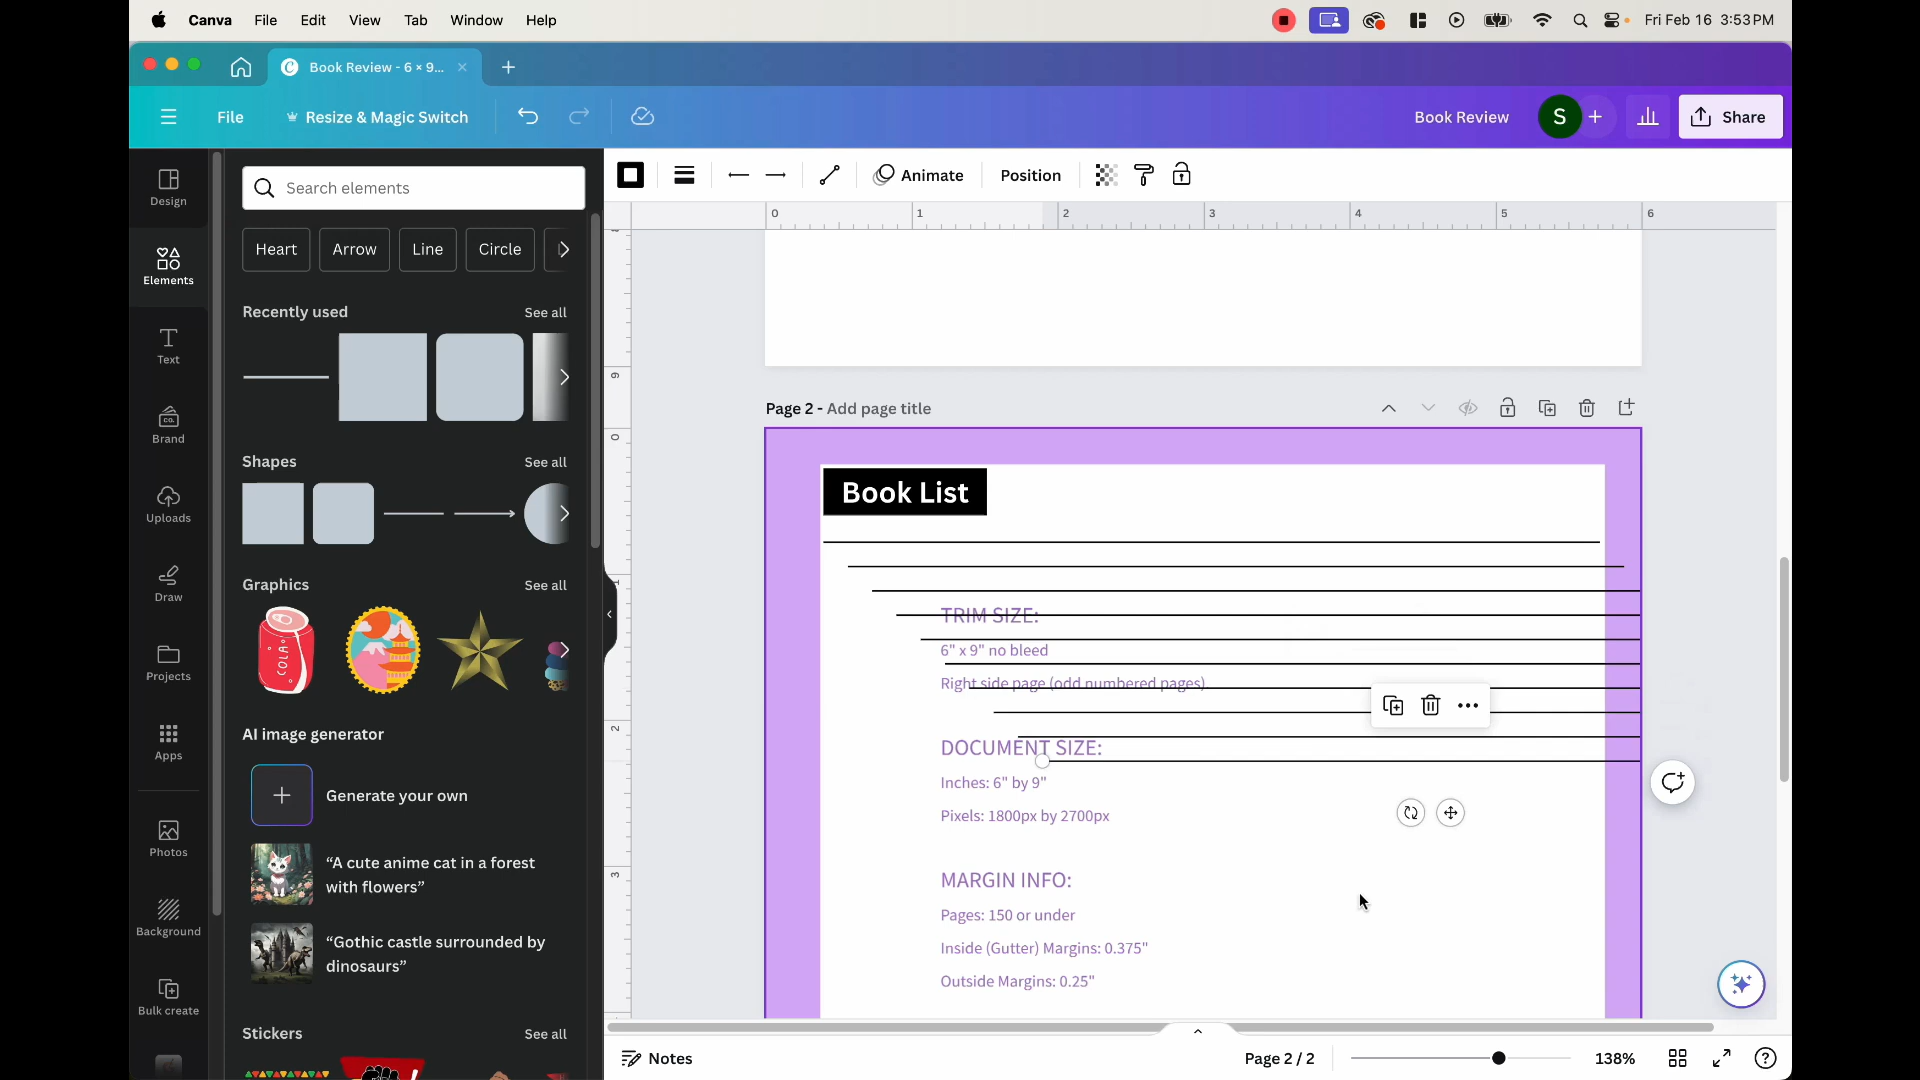 Canva File Edit View Tab Window Help Fri Feb 16 3:53PM
Book Review - 6 × 9...
File Resize & Magic Switch Book Review S Share
Design
Elements
Text
Brand
Uploads
Draw
Projects
Apps
Photos
Background
Bulk create
Search elements
Heart Arrow Line Circle
Recently used See all
Shapes See all
Graphics See all
COLA
AI image generator
Generate your own
“A cute anime cat in a forest
with flowers”
“Gothic castle surrounded by
dinosaurs”
Stickers See all
Animate Position
0 1 2 3 4 5 6
9
0
1
2
3
Page 2 - Add page title
Book List
TRIM SIZE:
6" x 9" no bleed
Right side page (odd numbered pages)
DOCUMENT SIZE:
Inches: 6" by 9"
Pixels: 1800px by 2700px
MARGIN INFO:
Pages: 150 or under
Inside (Gutter) Margins: 0.375"
Outside Margins: 0.25"
Notes Page 2 / 2 138%